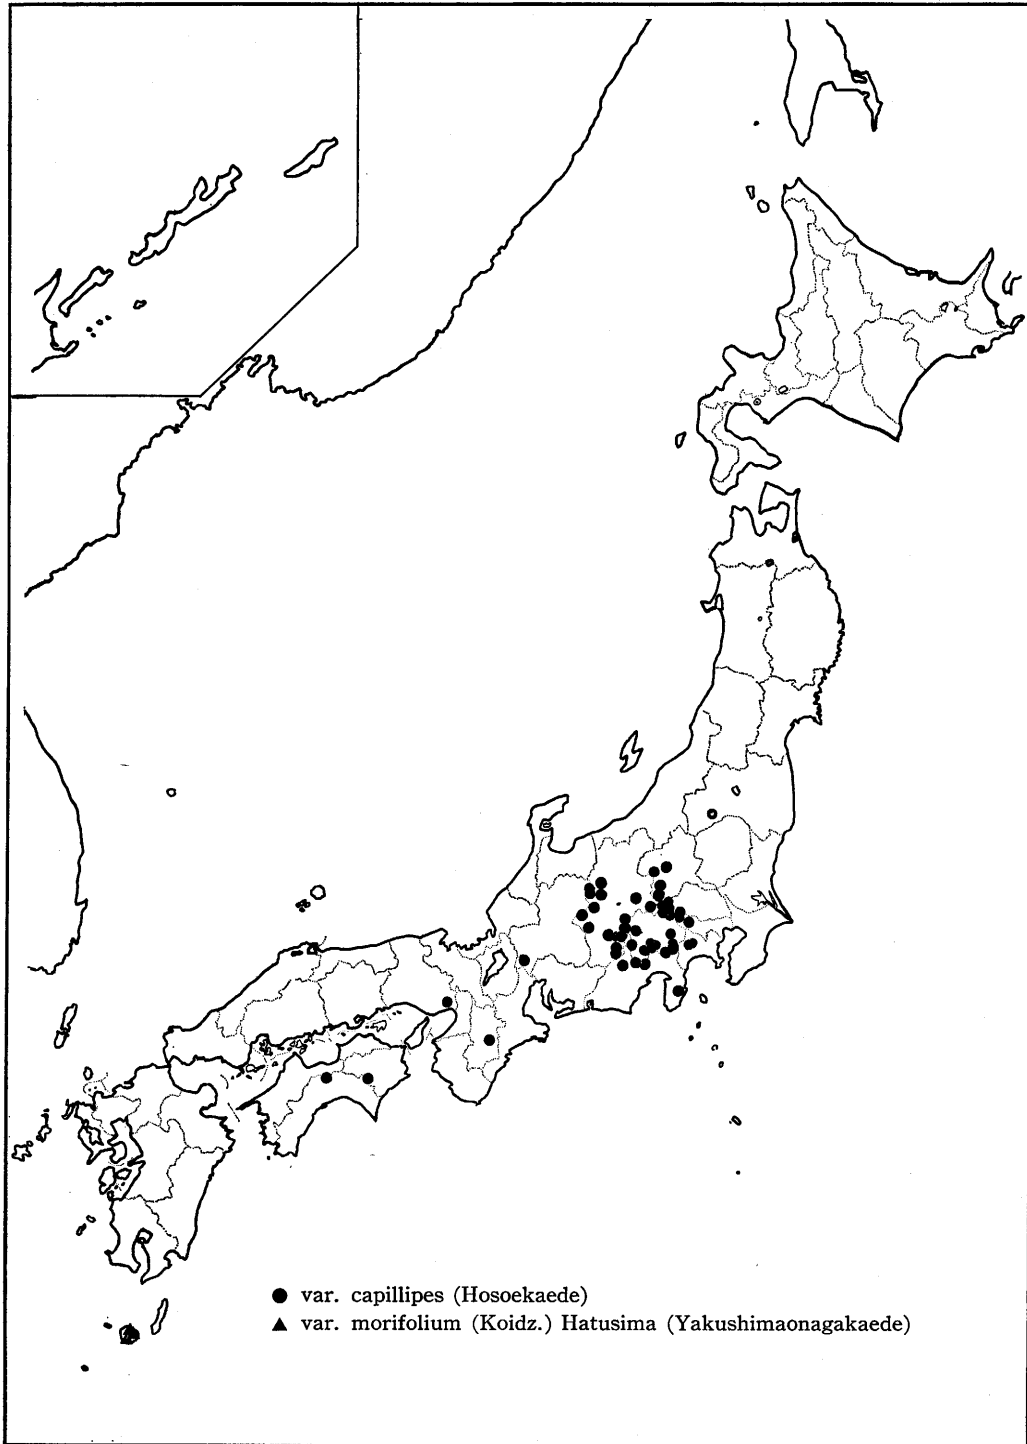 ● var. capillipes (Hosoekaede)
▲ var. morifolium (Koidz.) Hatusima (Yakushimaonagakaede)